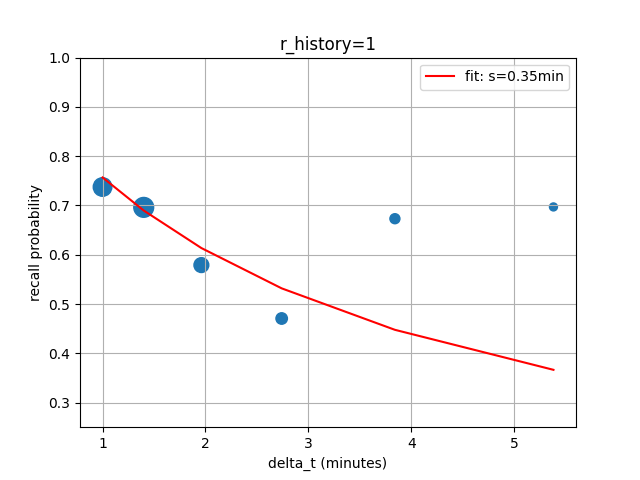 r_history=1
fit: s=0.35min
recall probability
1.0
0.9
0.8
0.7
0.6
0.5
0.4
0.3
1 2 3 4 5
delta_t (minutes)